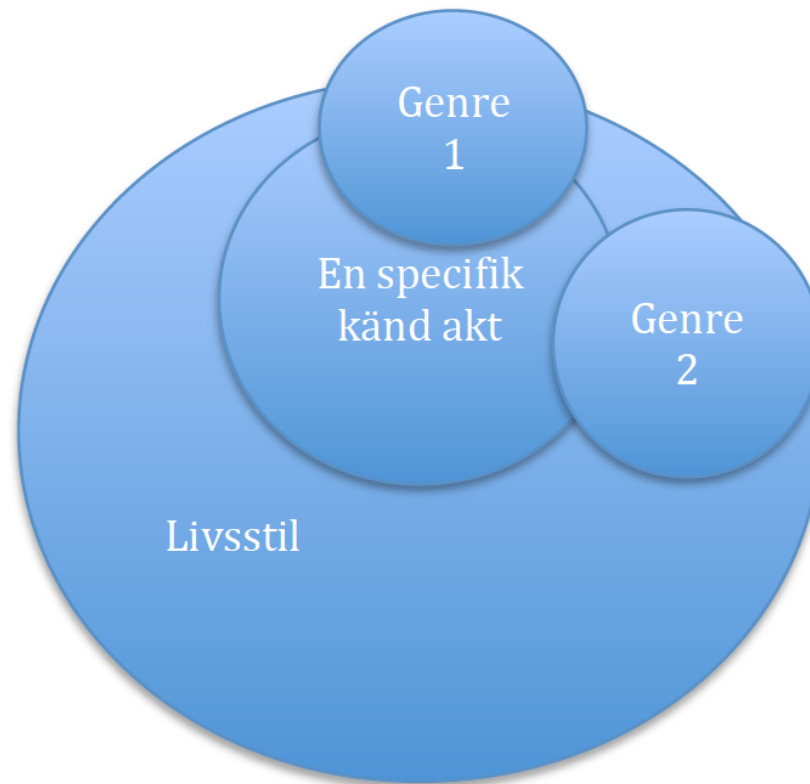 Genre
1
En specifik
känd akt
Genre
2
Livsstil